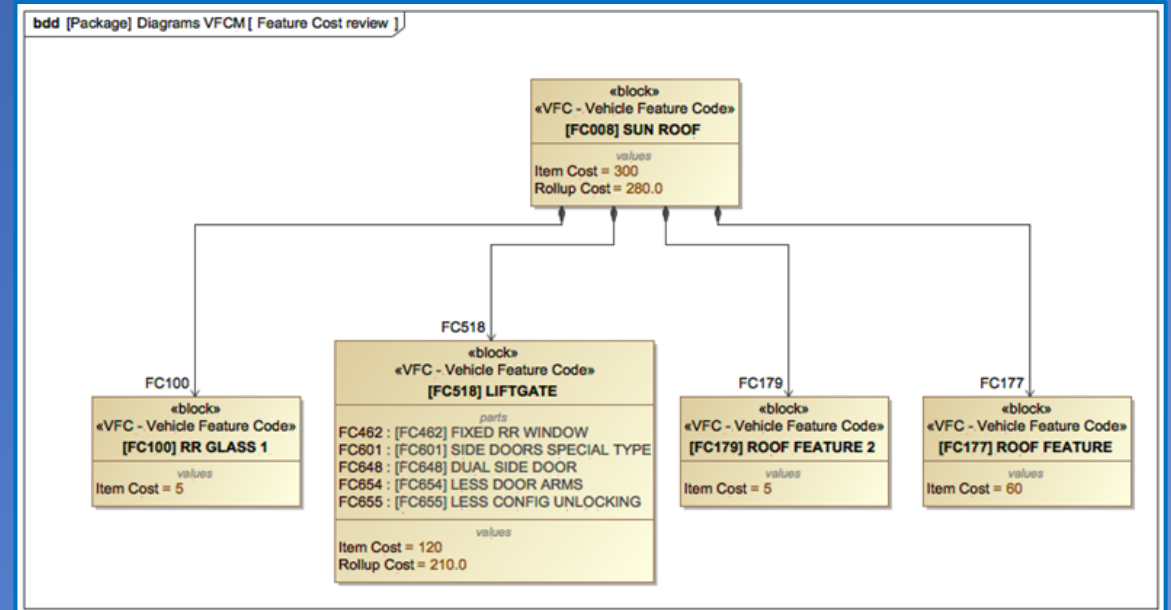 bdd [Package] Diagrams VFCM [ Feature Cost review ]
«block»
«VFC - Vehicle Feature Code»
[FC008] SUN ROOF
values
Item Cost = 300
Rollup Cost = 280.0
FC100
«block»
«VFC - Vehicle Feature Code»
[FC100] RR GLASS 1
values
Item Cost = 5
FC518
«block»
«VFC - Vehicle Feature Code»
[FC518] LIFTGATE
parts
FC462 : [FC462] FIXED RR WINDOW
FC601 : [FC601] SIDE DOORS SPECIAL TYPE
FC648 : [FC648] DUAL SIDE DOOR
FC654 : [FC654] LESS DOOR ARMS
FC655 : [FC655] LESS CONFIG UNLOCKING
values
Item Cost = 120
Rollup Cost = 210.0
FC179
«block»
«VFC - Vehicle Feature Code»
[FC179] ROOF FEATURE 2
values
Item Cost = 5
FC177
«block»
«VFC - Vehicle Feature Code»
[FC177] ROOF FEATURE
values
Item Cost = 60